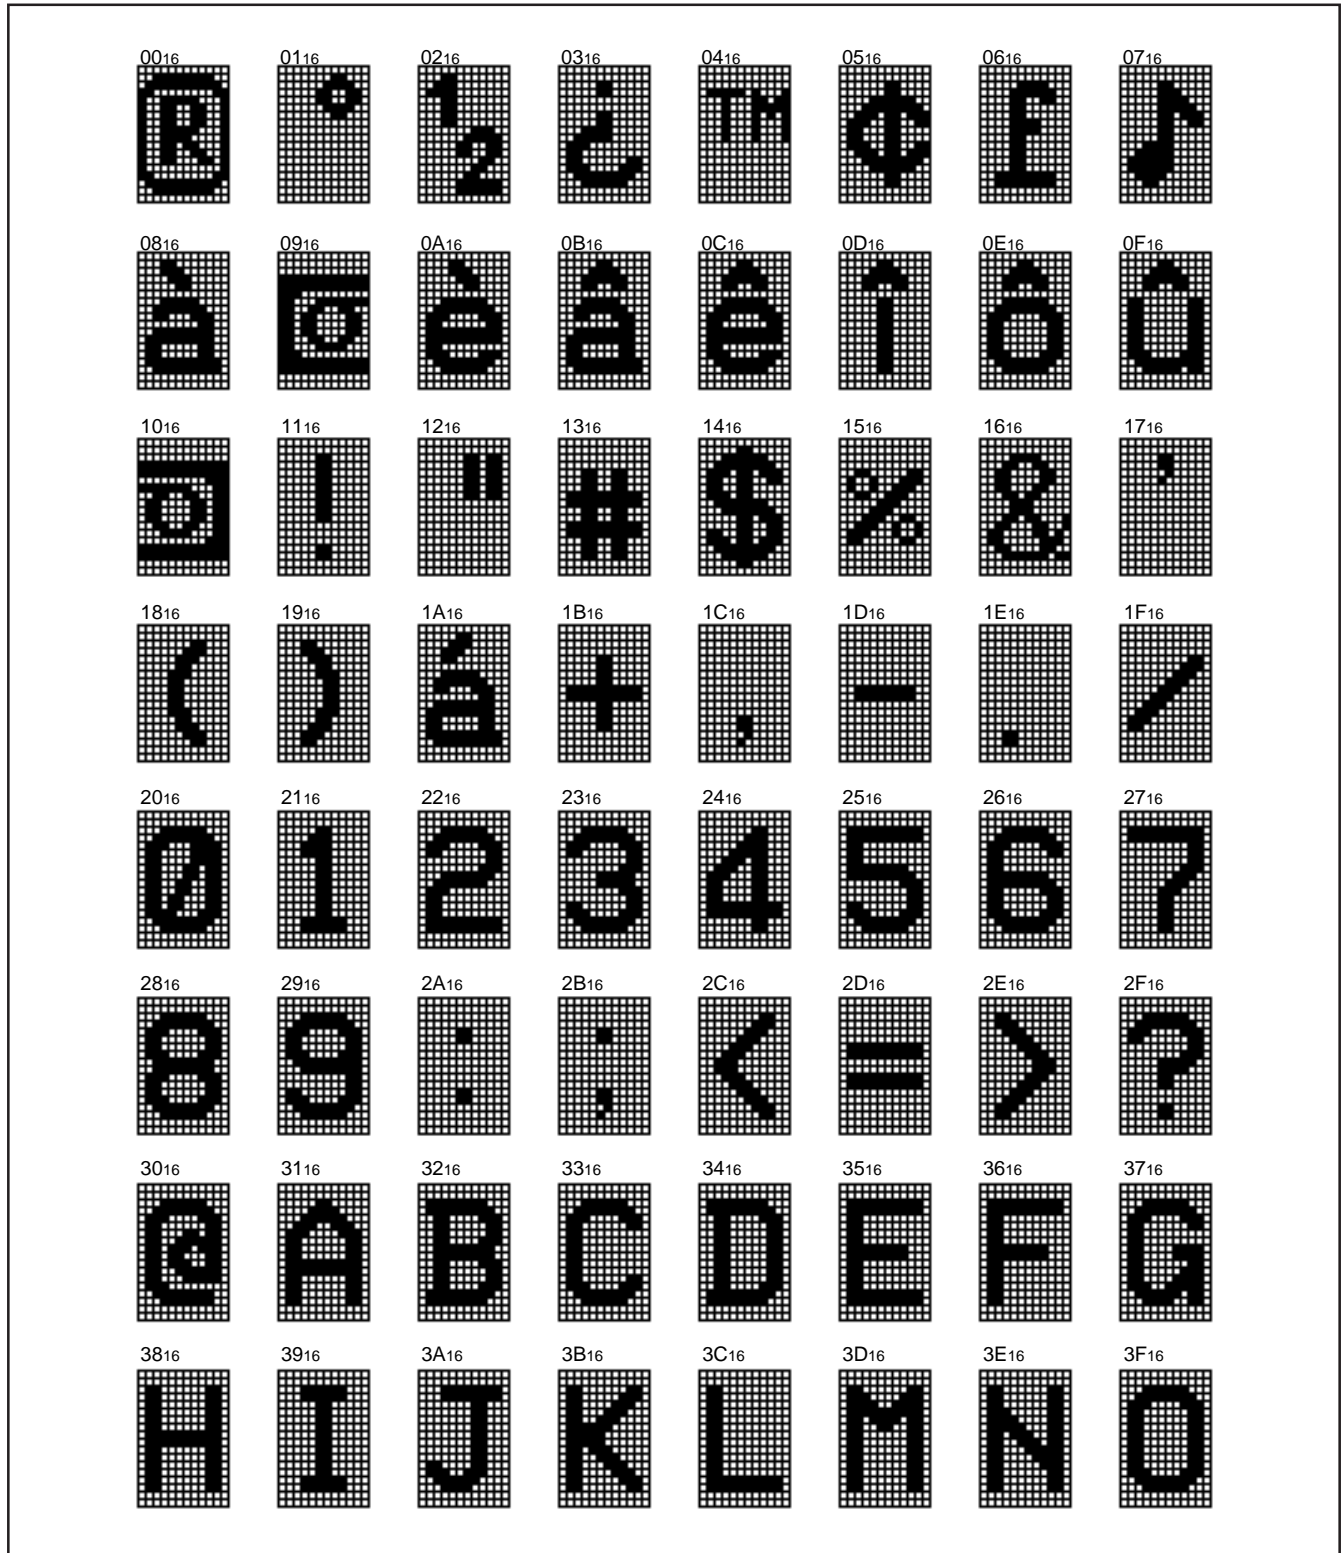 0016 0116 0216 0316 0416 0516 0616 0716
® ° ½ ¿ ™ ¢ £ ♪
0816 0916 0A16 0B16 0C16 0D16 0E16 0F16
à è â ê î ô û
1016 1116 1216 1316 1416 1516 1616 1716
! " # $ % & '
1816 1916 1A16 1B16 1C16 1D16 1E16 1F16
( ) á + , - . /
2016 2116 2216 2316 2416 2516 2616 2716
0 1 2 3 4 5 6 7
2816 2916 2A16 2B16 2C16 2D16 2E16 2F16
8 9 : ; < = > ?
3016 3116 3216 3316 3416 3516 3616 3716
@ A B C D E F G
3816 3916 3A16 3B16 3C16 3D16 3E16 3F16
H I J K L M N O